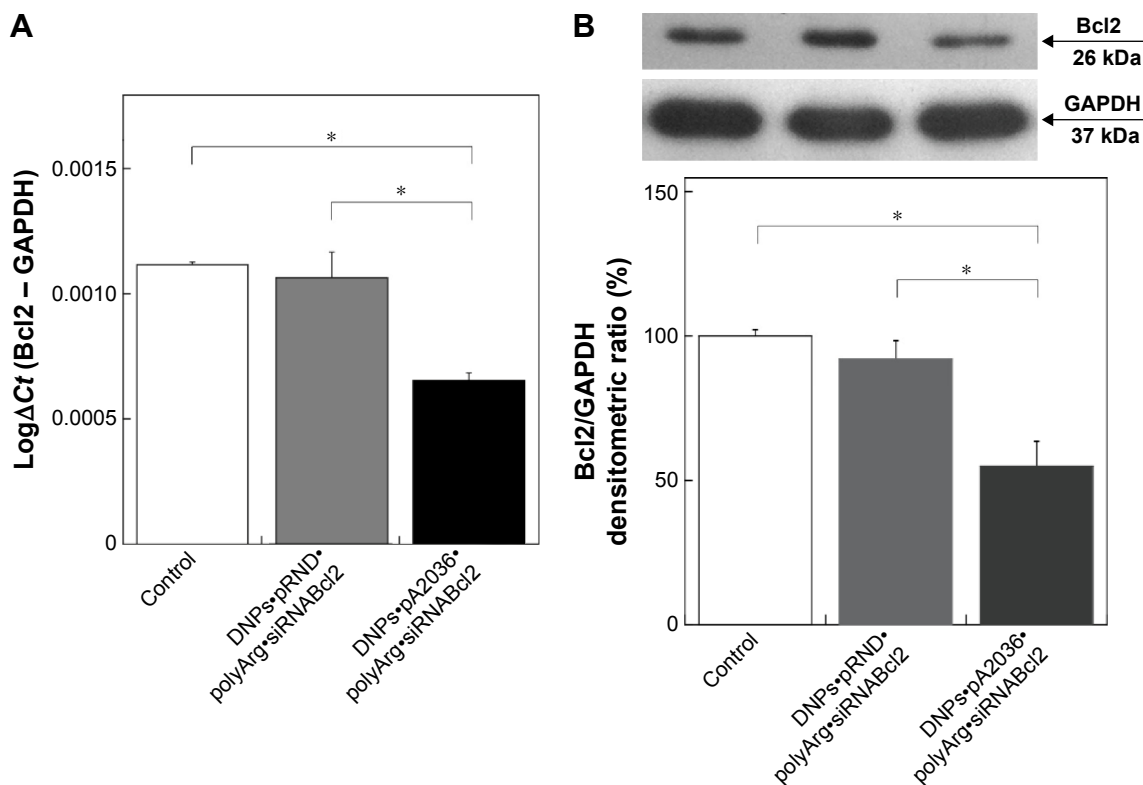 A
LogΔCt (Bcl2 – GAPDH)
0.0015
0.0010
0.0005
0
*
*
Control
DNPs•pRND•
polyArg•siRNABcl2
DNPs•pA2036•
polyArg•siRNABcl2
B
Bcl2
26 kDa
GAPDH
37 kDa
Bcl2/GAPDH
densitometric ratio (%)
150
100
50
0
*
*
Control
DNPs•pRND•
polyArg•siRNABcl2
DNPs•pA2036•
polyArg•siRNABcl2